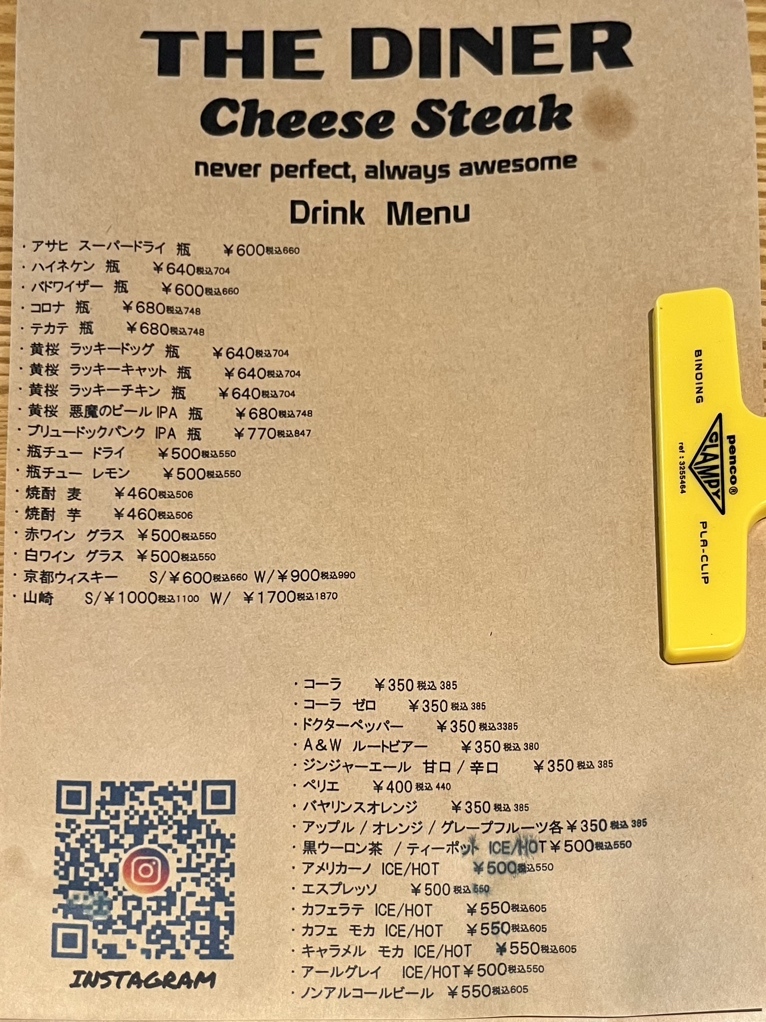 THE DINER
Cheese Steak
never perfect, always awesome
Drink Menu
・アサヒ スーパードライ 瓶 ￥600税込660
・ハイネケン 瓶 ￥640税込704
・バドワイザー 瓶 ￥600税込660
・コロナ 瓶 ￥680税込748
・テカテ 瓶 ￥680税込748
・黄桜 ラッキードッグ 瓶 ￥640税込704
・黄桜 ラッキーキャット 瓶 ￥640税込704
・黄桜 ラッキーチキン 瓶 ￥640税込704
・黄桜 悪魔のビール IPA 瓶 ￥680税込748
・ブリュードックパンク IPA 瓶 ￥770税込847
・瓶チュー ドライ ￥500税込550
・瓶チュー レモン ￥500税込550
・焼酎 麦 ￥460税込506
・焼酎 芋 ￥460税込506
・赤ワイン グラス ￥500税込550
・白ワイン グラス ￥500税込550
・京都ウィスキー S/￥600税込660 W/￥900税込990
・山崎 S/￥1000税込1100 W/ ￥1700税込1870
・コーラ ￥350 税込 385
・コーラ ゼロ ￥350 税込 385
・ドクターペッパー ￥350 税込3385
・A＆W ルートビアー ￥350 税込 380
・ジンジャーエール 甘口 / 辛口 ￥350 税込 385
・ペリエ ￥400 税込 440
・バヤリンスオレンジ ￥350 税込 385
・アップル / オレンジ / グレープフルーツ各￥350 税込 385
・黒ウーロン茶 / ティーポット ICE/HOT￥500税込550
・アメリカーノ ICE/HOT ￥500税込550
・エスプレッソ ￥500 税込 550
・カフェラテ ICE/HOT ￥550税込605
・カフェ モカ ICE/HOT ￥550税込605
・キャラメル モカ ICE/HOT ￥550税込605
・アールグレイ ICE/HOT￥500税込550
・ノンアルコールビール ￥550税込605
INSTAGRAM
BINDING
penco®
CLAMPY
ref : 3255464
PLA-CLIP